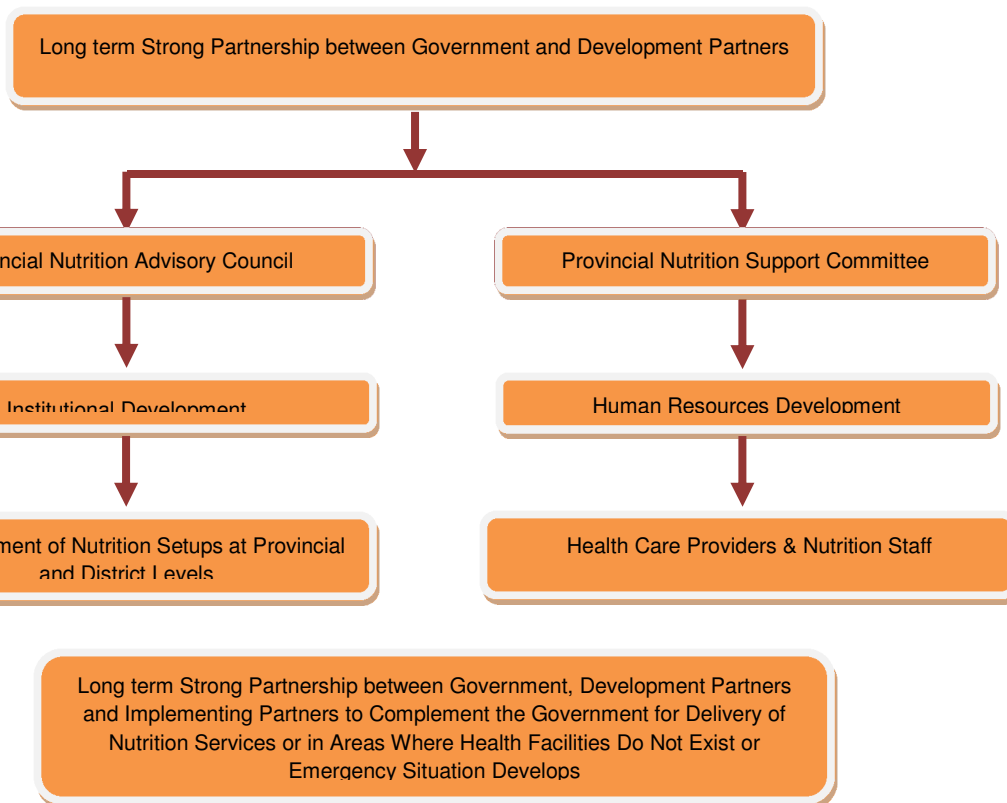 Long term Strong Partnership between Government and Development Partners
ncial Nutrition Advisory Council
Provincial Nutrition Support Committee
Institutional Development
Human Resources Development
ment of Nutrition Setups at Provincial
and District Levels
Health Care Providers & Nutrition Staff
Long term Strong Partnership between Government, Development Partners
and Implementing Partners to Complement the Government for Delivery of
Nutrition Services or in Areas Where Health Facilities Do Not Exist or
Emergency Situation Develops